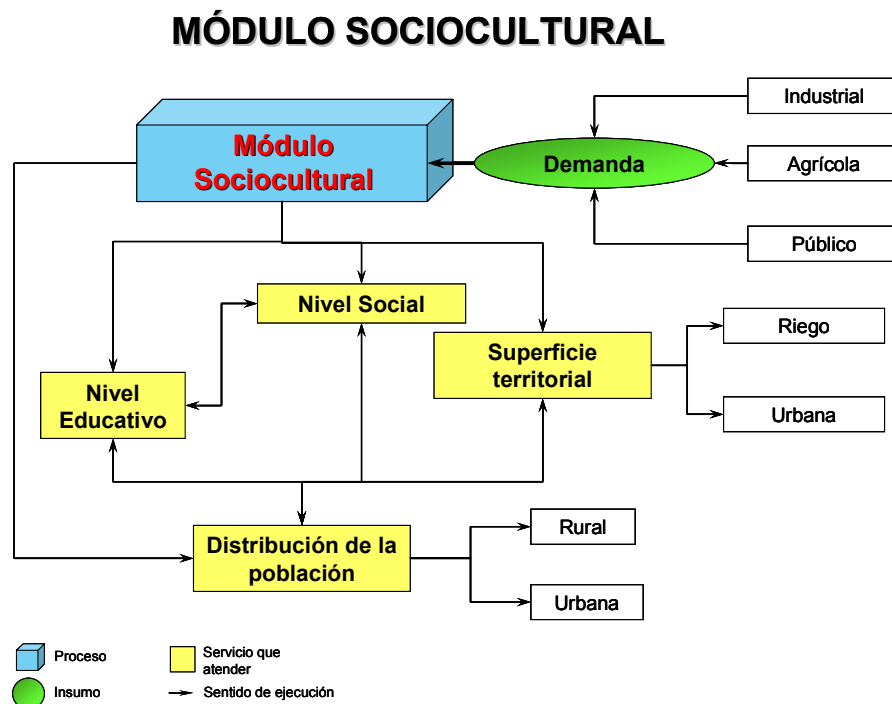 MÓDULO SOCIOCULTURAL
Industrial
Módulo
Sociocultural
Demanda
Agrícola
Público
Nivel Social
Riego
Superficie
territorial
Nivel
Educativo
Urbana
Rural
Distribución de la
población
Urbana
Proceso
Servicio que
atender
Insumo
Sentido de ejecución